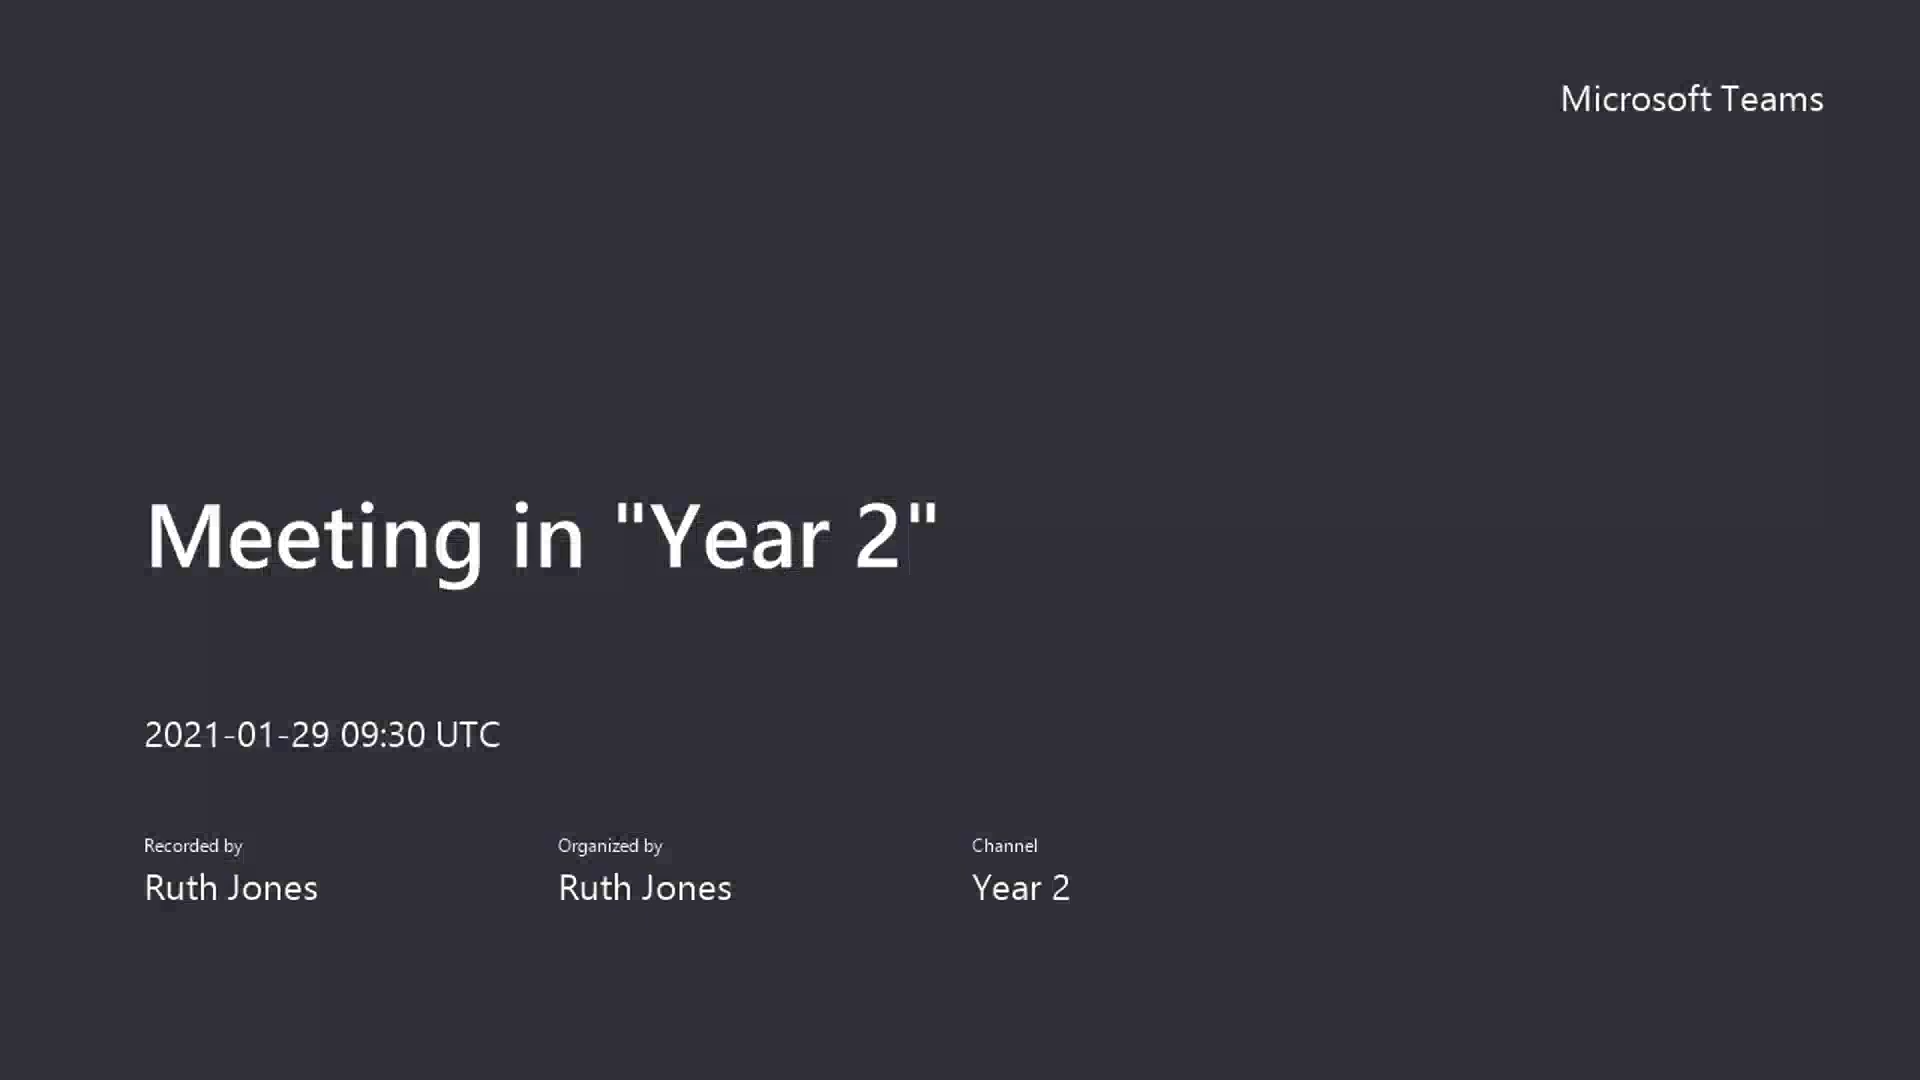 Microsoft Teams
Meeting in "Year 2"
2021-01-29 09:30 UTC
Recorded by
Ruth Jones
Organized by
Ruth Jones
Channel
Year 2